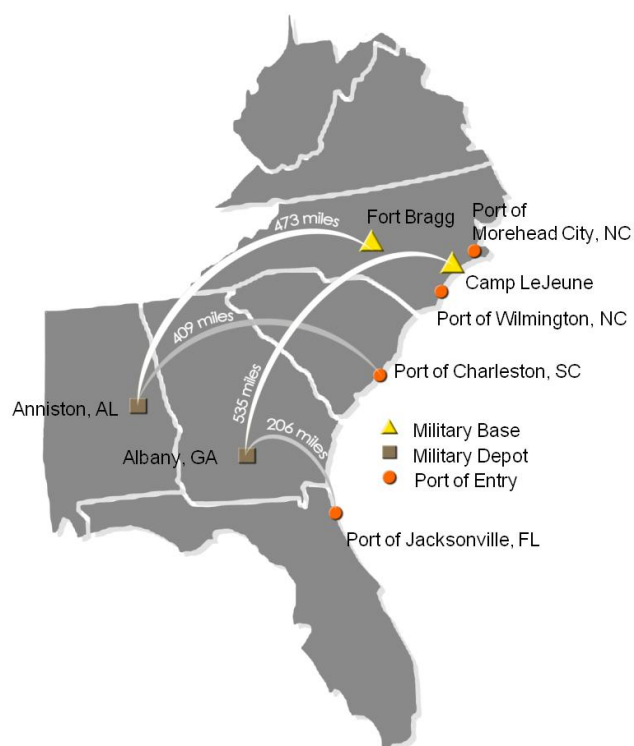 473 miles
Fort Bragg
Port of
Morehead City, NC
Camp LeJeune
Port of Wilmington, NC
409 miles
Port of Charleston, SC
535 miles
Anniston, AL
206 miles
Albany, GA
Military Base
Military Depot
Port of Entry
Port of Jacksonville, FL